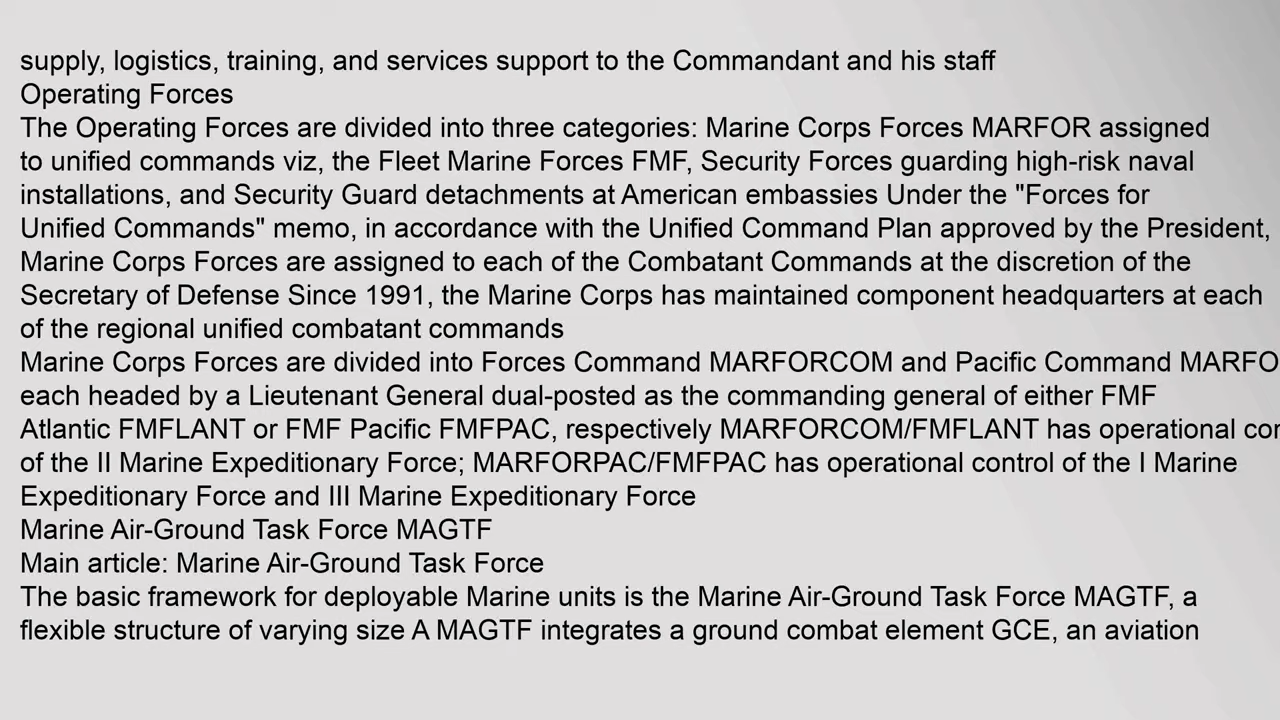 supply, logistics, training, and services support to the Commandant and his staff
Operating Forces
The Operating Forces are divided into three categories: Marine Corps Forces MARFOR assigned
to unified commands viz, the Fleet Marine Forces FMF, Security Forces guarding high-risk naval
installations, and Security Guard detachments at American embassies Under the "Forces for
Unified Commands" memo, in accordance with the Unified Command Plan approved by the President,
Marine Corps Forces are assigned to each of the Combatant Commands at the discretion of the
Secretary of Defense Since 1991, the Marine Corps has maintained component headquarters at each
of the regional unified combatant commands
Marine Corps Forces are divided into Forces Command MARFORCOM and Pacific Command MARFO
each headed by a Lieutenant General dual-posted as the commanding general of either FMF
Atlantic FMFLANT or FMF Pacific FMFPAC, respectively MARFORCOM/FMFLANT has operational con
of the II Marine Expeditionary Force; MARFORPAC/FMFPAC has operational control of the I Marine
Expeditionary Force and III Marine Expeditionary Force
Marine Air-Ground Task Force MAGTF
Main article: Marine Air-Ground Task Force
The basic framework for deployable Marine units is the Marine Air-Ground Task Force MAGTF, a
flexible structure of varying size A MAGTF integrates a ground combat element GCE, an aviation